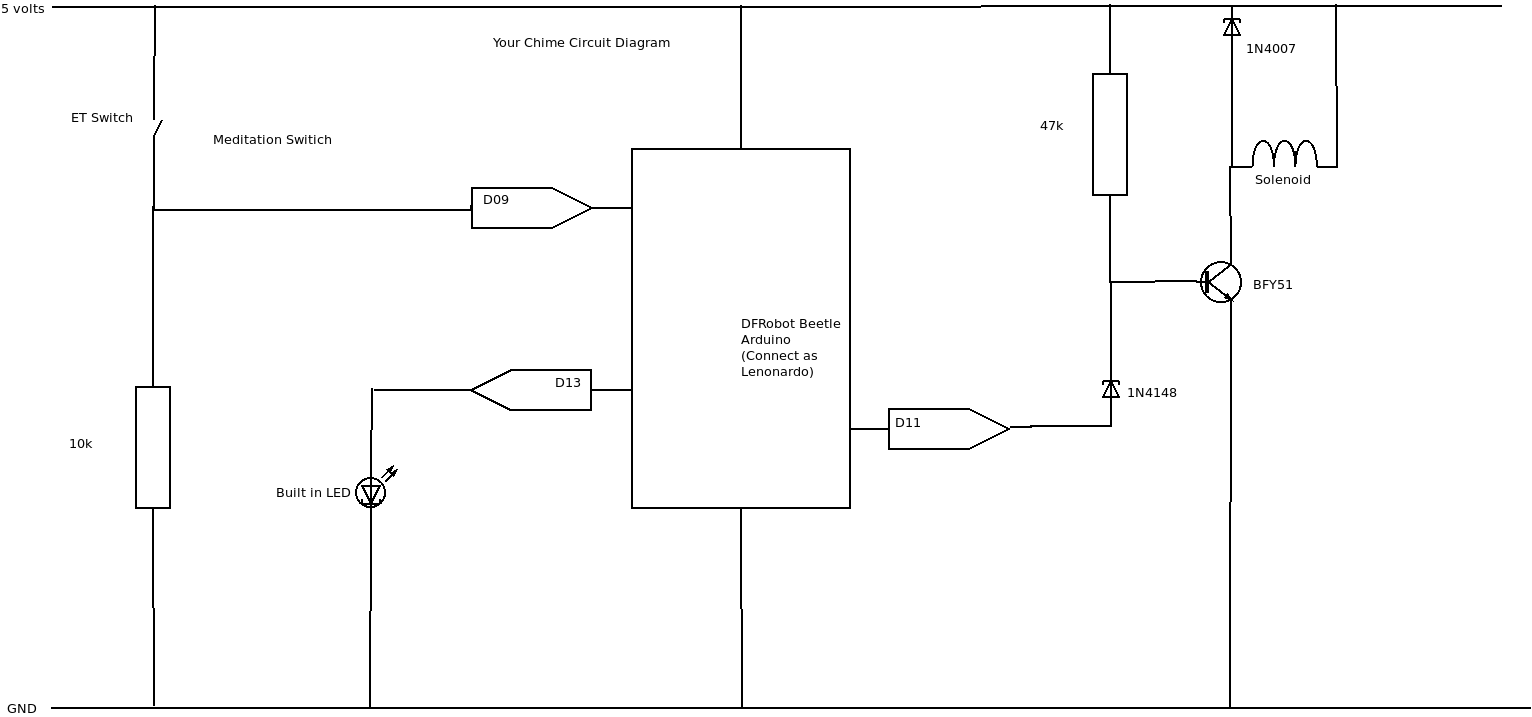 5 volts
Your Chime Circuit Diagram
1N4007
ET Switch
Meditation Switich
47k
Solenoid
D09
BFY51
DFRobot Beetle
Arduino
(Connect as
Lenonardo)
D13
1N4148
D11
10k
Built in LED
GND